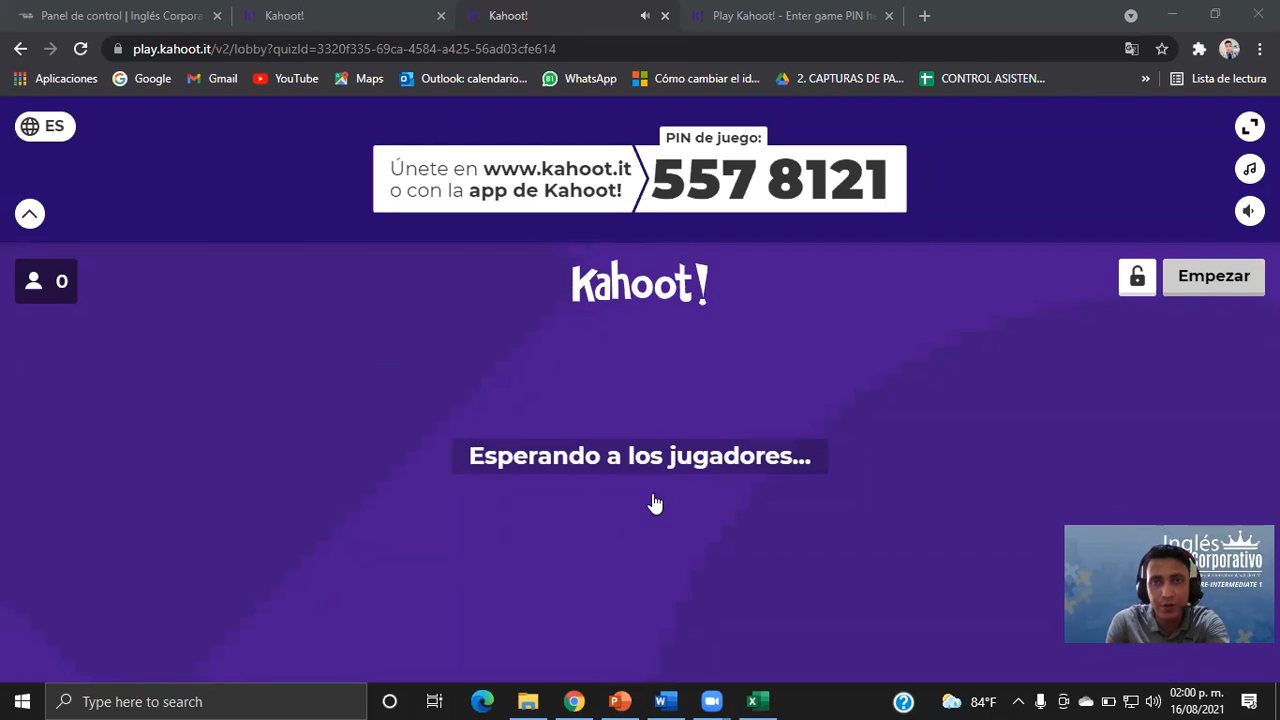 Panel de control | Inglés Corpora
Kahoot!
Kahoot!
Play Kahoot! - Enter game PIN he
play.kahoot.it/v2/lobby?quizId=3320f335-69ca-4584-a425-56ad03cfe614
Aplicaciones
Google
Gmail
YouTube
Maps
Outlook: calendario...
81
WhatsApp
Cómo cambiar el id...
2. CAPTURAS DE PA...
CONTROL ASISTEN...
»
Lista de lectura
ES
Únete en www.kahoot.it
o con la app de Kahoot!
PIN de juego:
557 8121
0
Kahoot!
Empezar
Esperando a los jugadores...
Inglés
Corporativo
RE-INTERMEDIATE 1
Type here to search
84°F
02:00 p. m.
16/08/2021